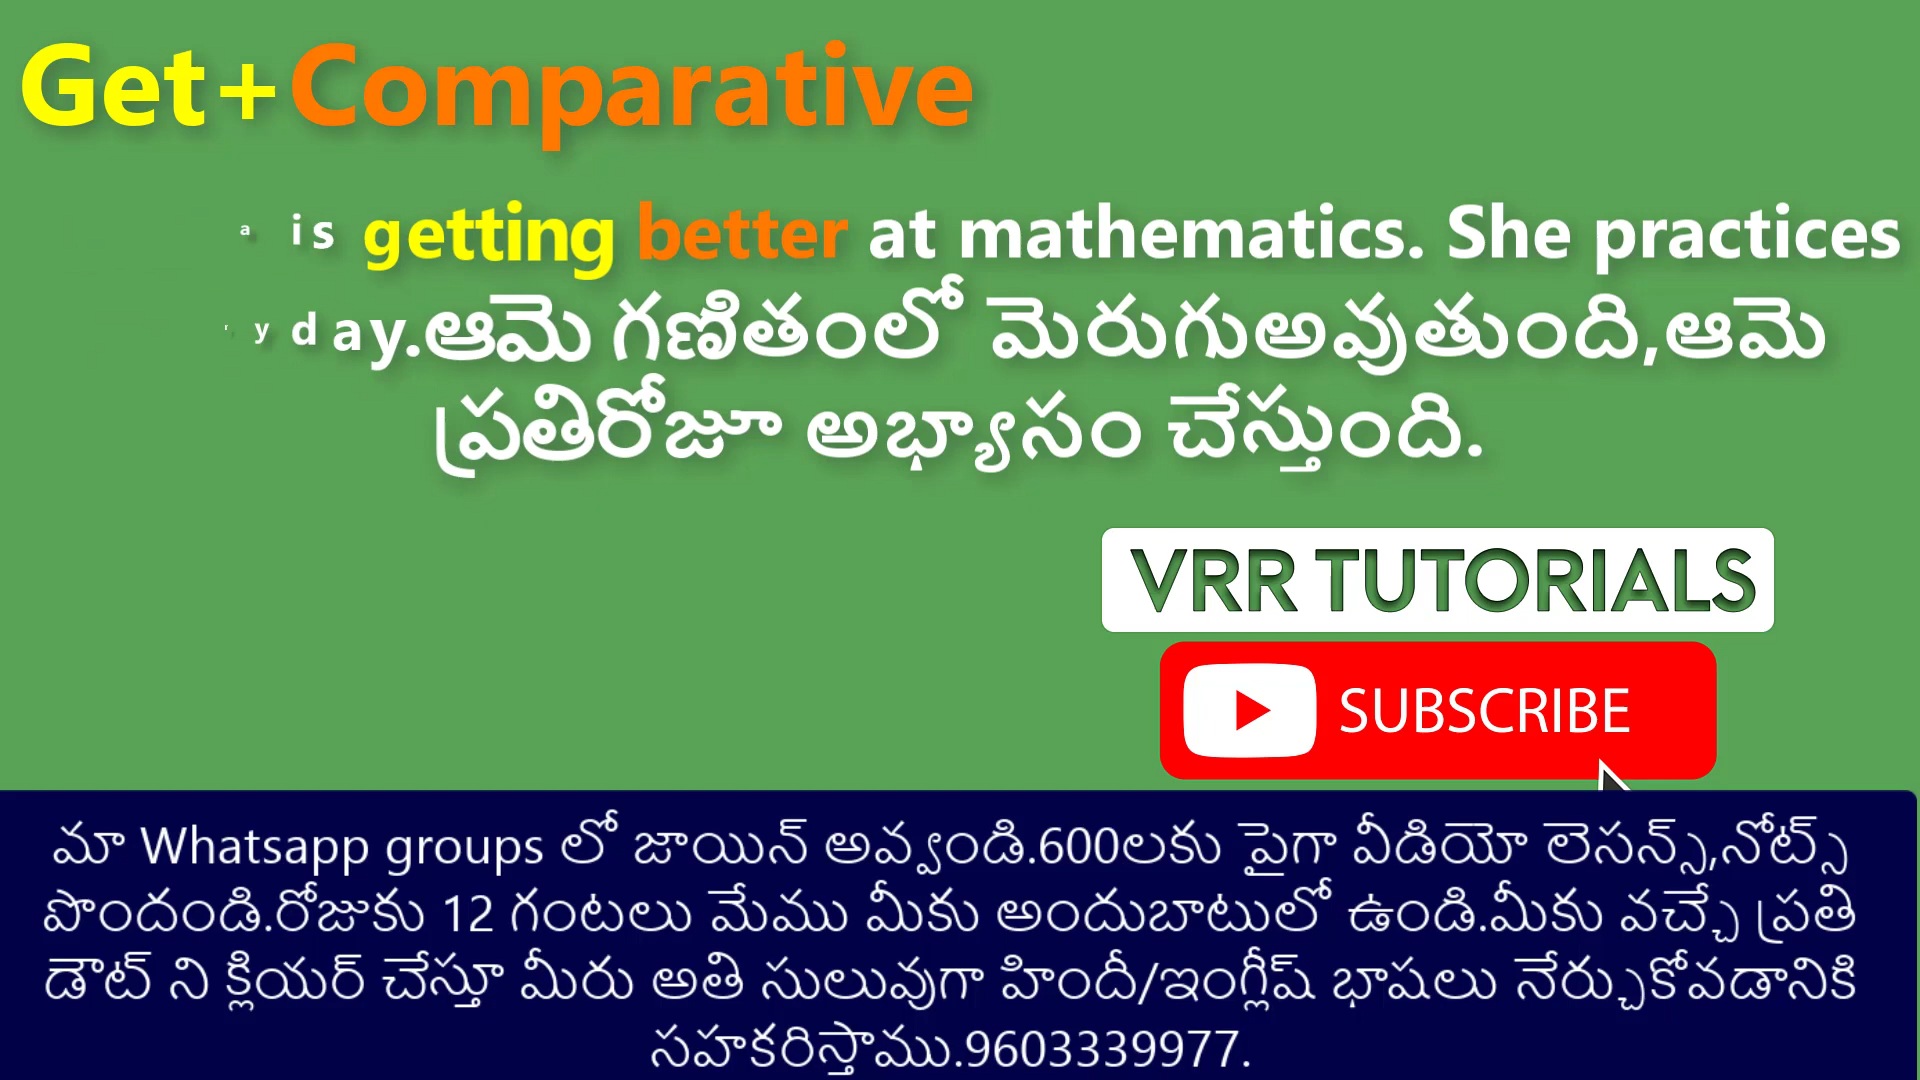 Get+Comparative
a is getting better at mathematics. She practices
r y day.ఆమె గణితంలో మెరుగుఅవుతుంది,ఆమె
ప్రతిరోజూ అభ్యాసం చేస్తుంది.
VRR TUTORIALS
SUBSCRIBE
మా Whatsapp groups లో జాయిన్ అవ్వండి.600లకు పైగా వీడియో లెసన్స్,నోట్స్
పొందండి.రోజుకు 12 గంటలు మేము మీకు అందుబాటులో ఉండి.మీకు వచ్చే ప్రతి
డౌట్ ని క్లియర్ చేస్తూ మీరు అతి సులువుగా హిందీ/ఇంగ్లీష్ భాషలు నేర్చుకోవడానికి
సహకరిస్తాము.9603339977.